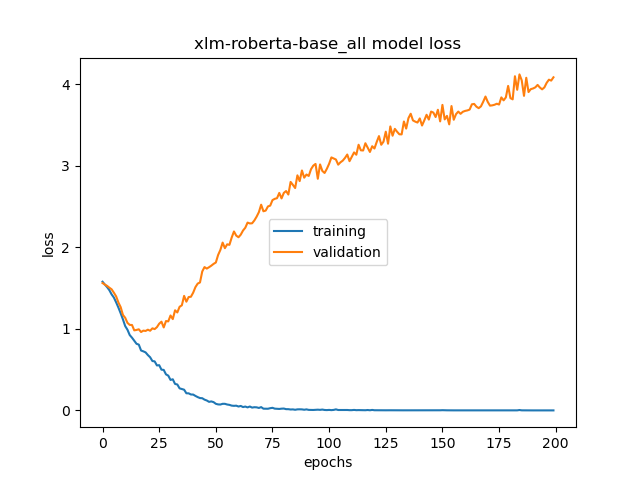 xlm-roberta-base_all model loss
4
3
2
1
0
loss
training
validation
0 25 50 75 100 125 150 175 200
epochs